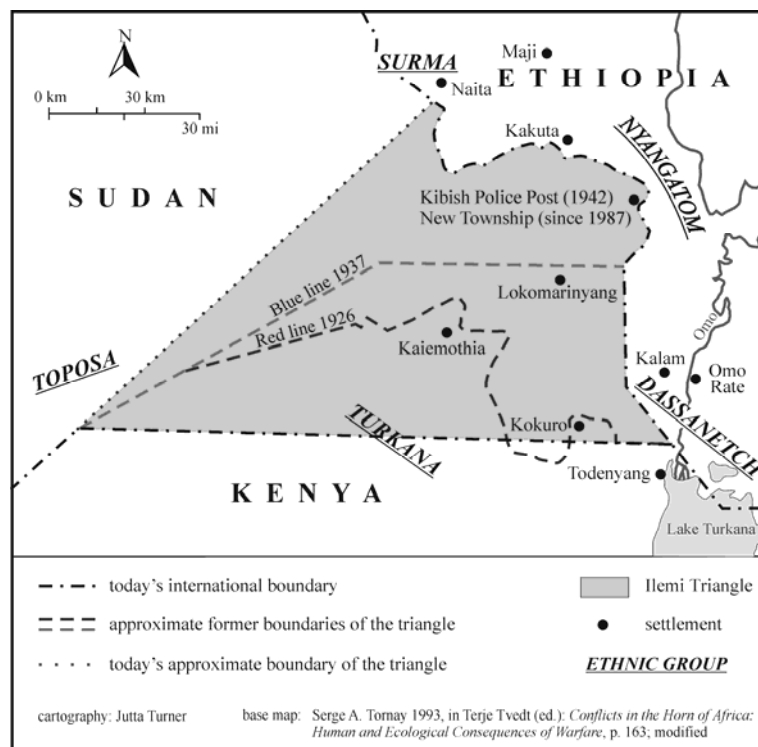 N
0 km 30 km
30 mi
SURMA
Maji
ETHIOPIA
Naita
Kakuta
NYANGATOM
SUDAN
Kibish Police Post (1942)
New Township (since 1987)
Blue line 1937
Lokomarinyang
Red line 1926
Kaiemothia
Omo
TOPOSA
Kalam
Omo
Rate
DASSANETCH
TURKANA
Kokuro
KENYA
Todenyang
Lake Turkana
today's international boundary
Ilemi Triangle
approximate former boundaries of the triangle
settlement
today's approximate boundary of the triangle
ETHNIC GROUP
cartography: Jutta Turner
base map: Serge A. Tornay 1993, in Terje Tvedt (ed.): Conflicts in the Horn of Africa:
Human and Ecological Consequences of Warfare, p. 163; modified